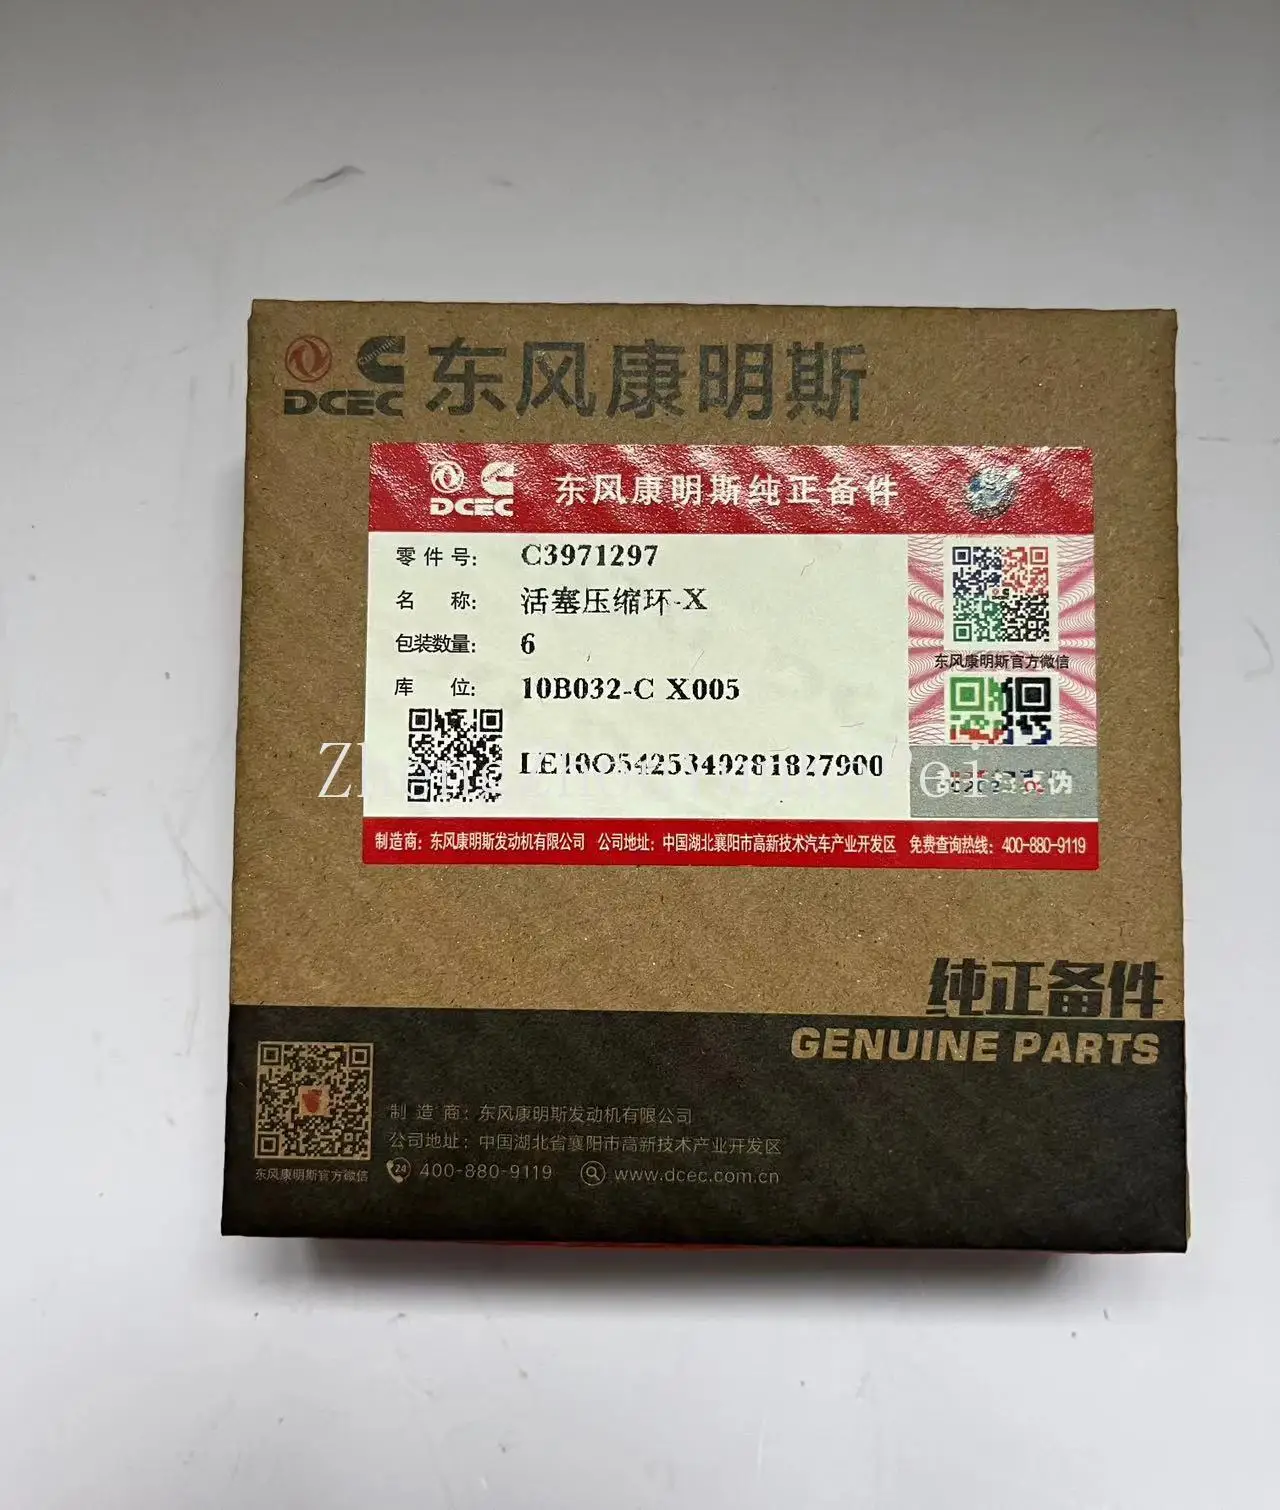 DCEC 东风康明斯
DCEC 东风康明斯纯正备件
零件号: C3971297
名 称: 活塞压缩环-X
包装数量: 6
库 位: 10B032-C X005
东风康明斯官方微信
制造商: 东风康明斯发动机有限公司 公司地址: 中国湖北襄阳市高新技术汽车产业开发区 免费查询热线: 400-880-9119
纯正备件
GENUINE PARTS
制造商: 东风康明斯发动机有限公司
公司地址: 中国湖北省襄阳市高新技术产业开发区
东风康明斯官方微信 24 400-880-9119 www.dcec.com.cn